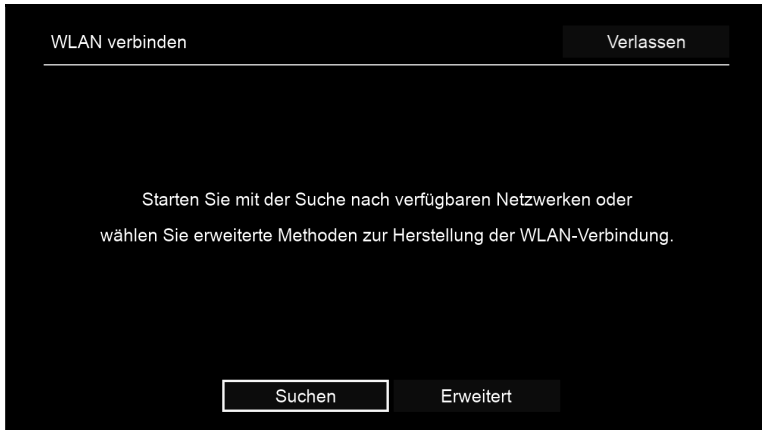 WLAN verbinden
Verlassen
Starten Sie mit der Suche nach verfügbaren Netzwerken oder
wählen Sie erweiterte Methoden zur Herstellung der WLAN-Verbindung.
Suchen
Erweitert